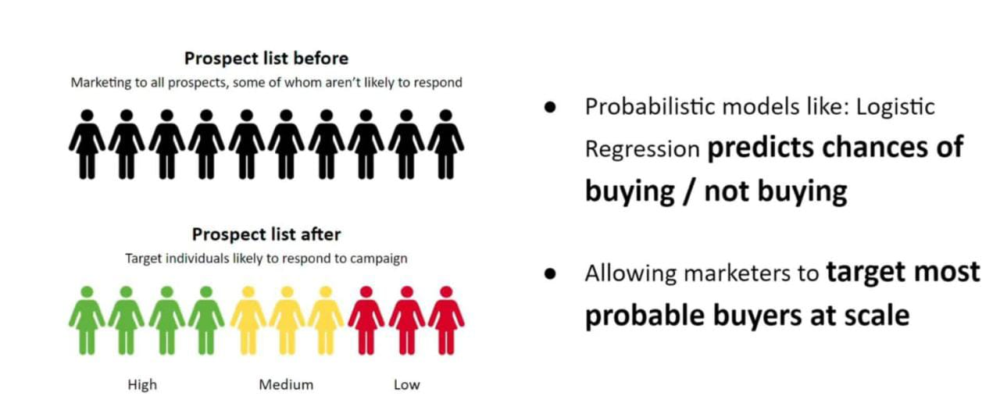 Prospect list before
Marketing to all prospects, some of whom aren't likely to respond
Prospect list after
Target individuals likely to respond to campaign
High Medium Low
● Probabilistic models like: Logistic
Regression predicts chances of
buying / not buying
● Allowing marketers to target most
probable buyers at scale